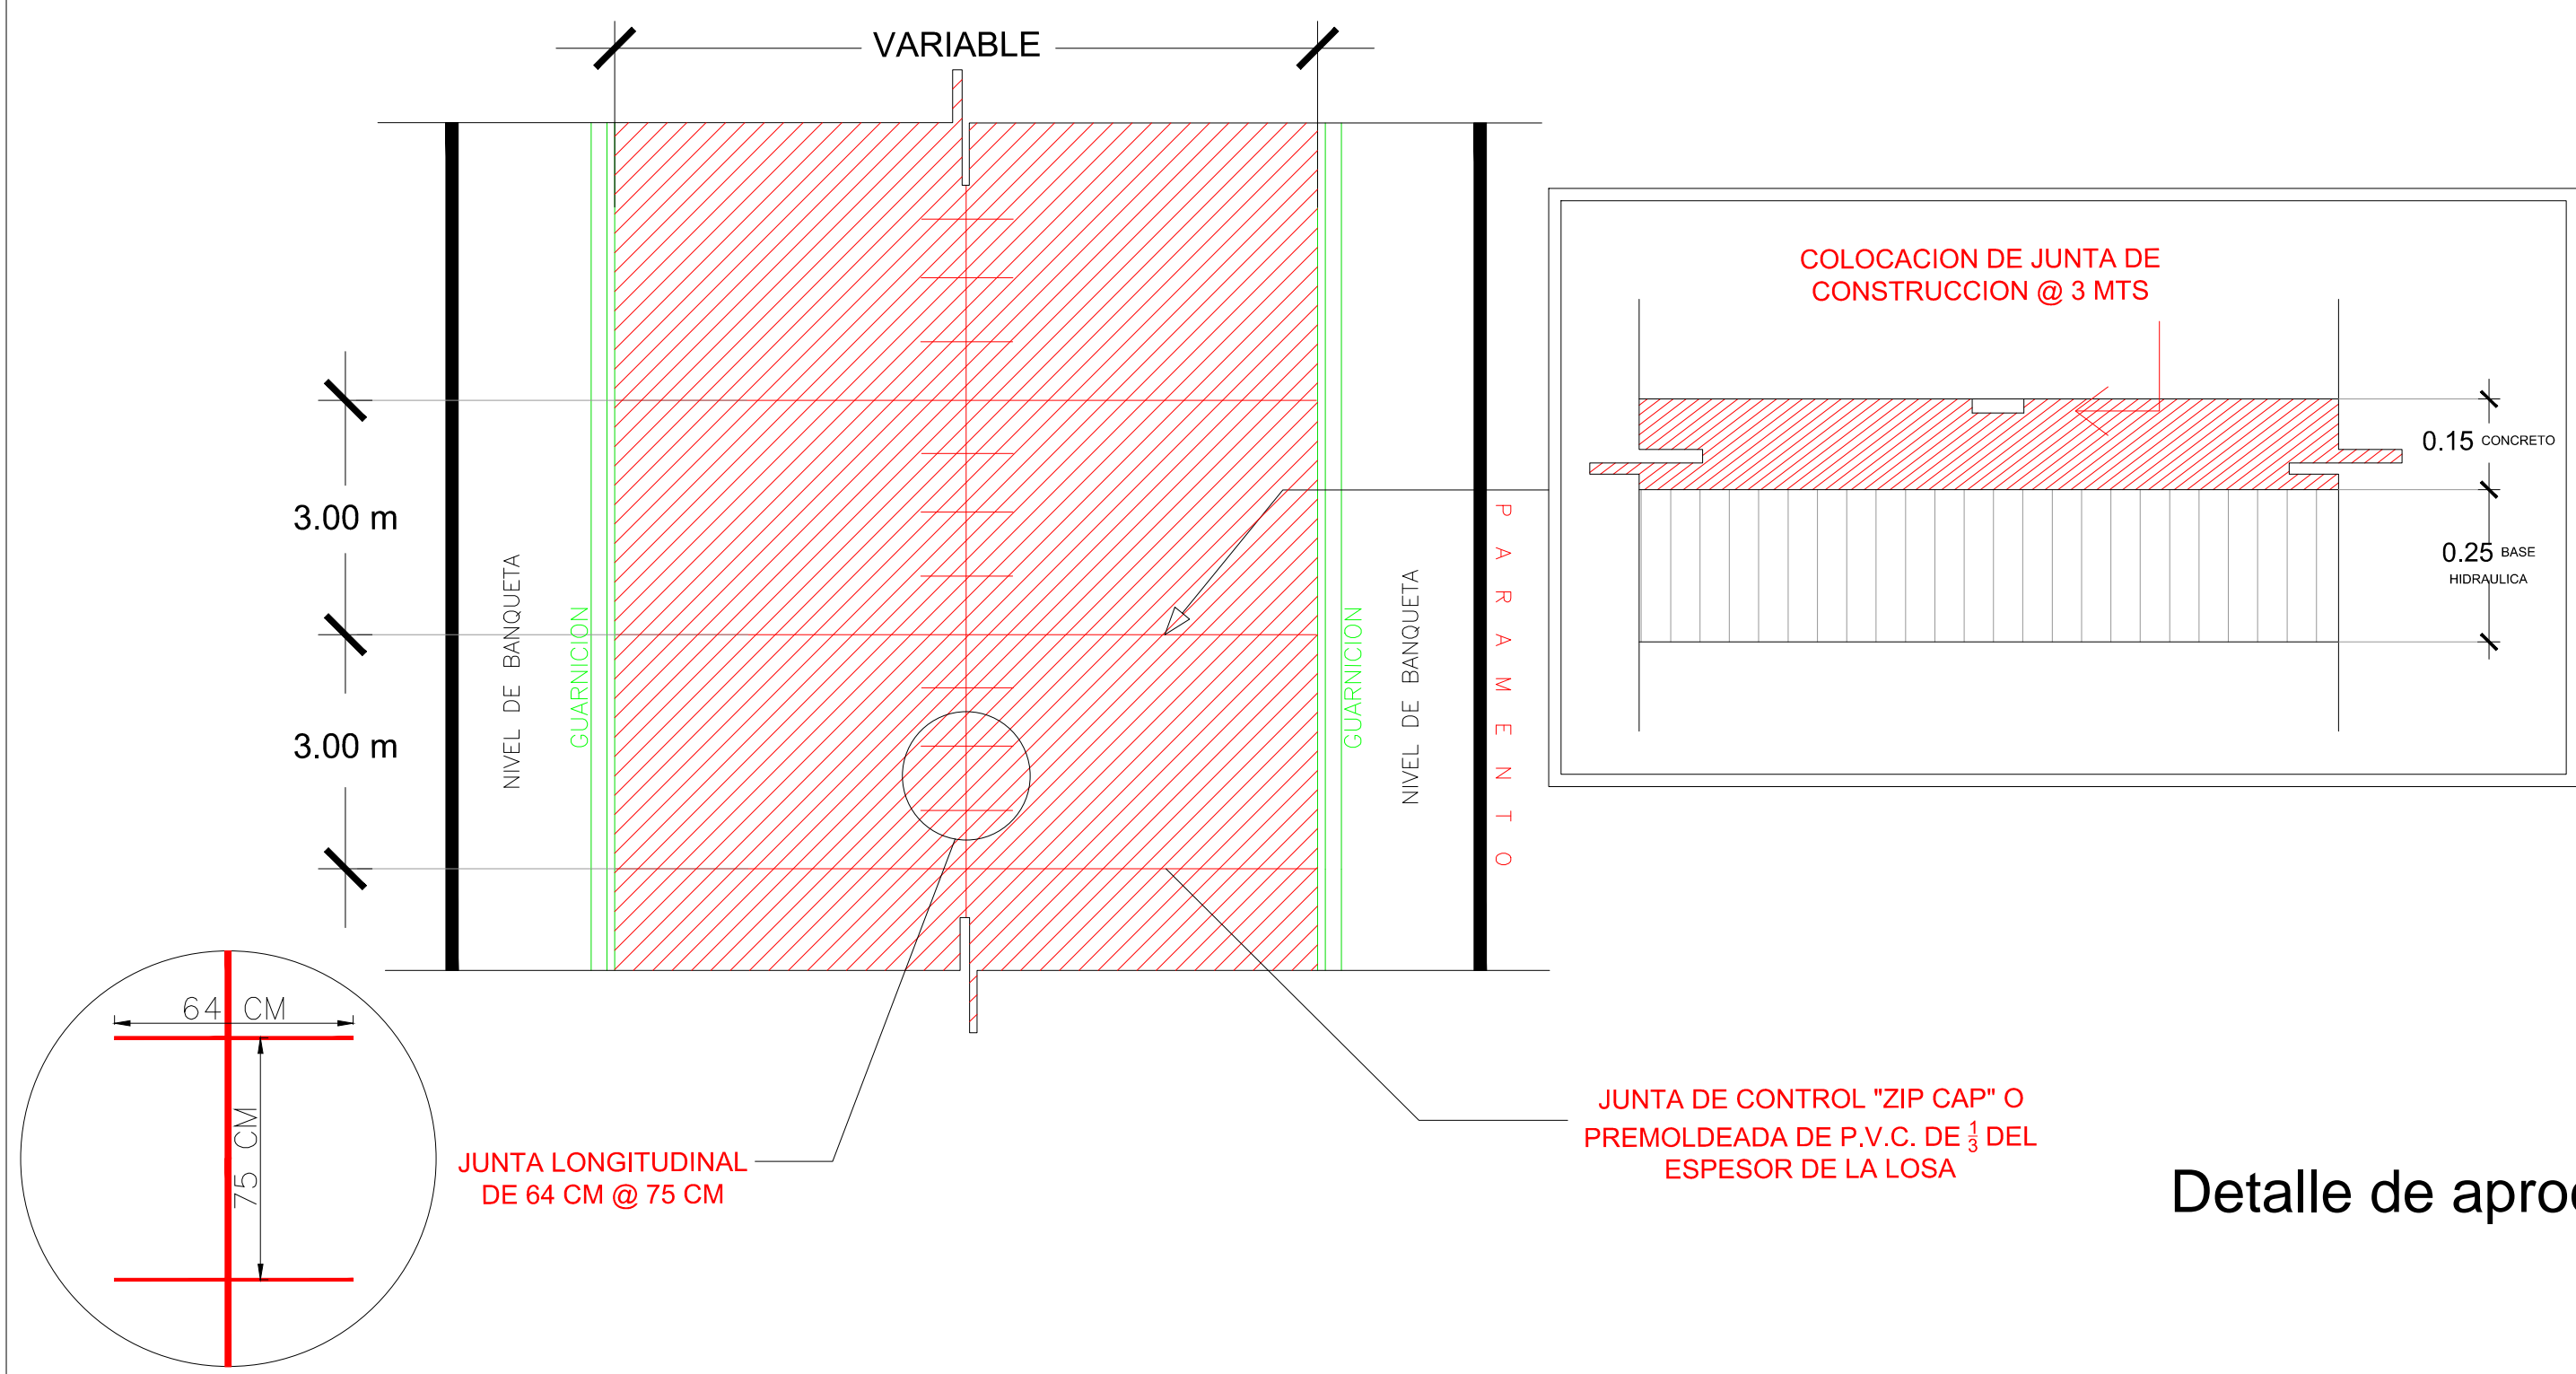 VARIABLE
COLOCACION DE JUNTA DE
CONSTRUCCION @ 3 MTS
0.15 CONCRETO
0.25 BASE
HIDRAULICA
3.00 m
3.00 m
NIVEL DE BANQUETA
GUARNICION
GUARNICION
NIVEL DE BANQUETA
PARAMENTO
64 CM
75 CM
JUNTA LONGITUDINAL
DE 64 CM @ 75 CM
JUNTA DE CONTROL "ZIP CAP" O
PREMOLDEADA DE P.V.C. DE 1/3 DEL
ESPESOR DE LA LOSA
Detalle de